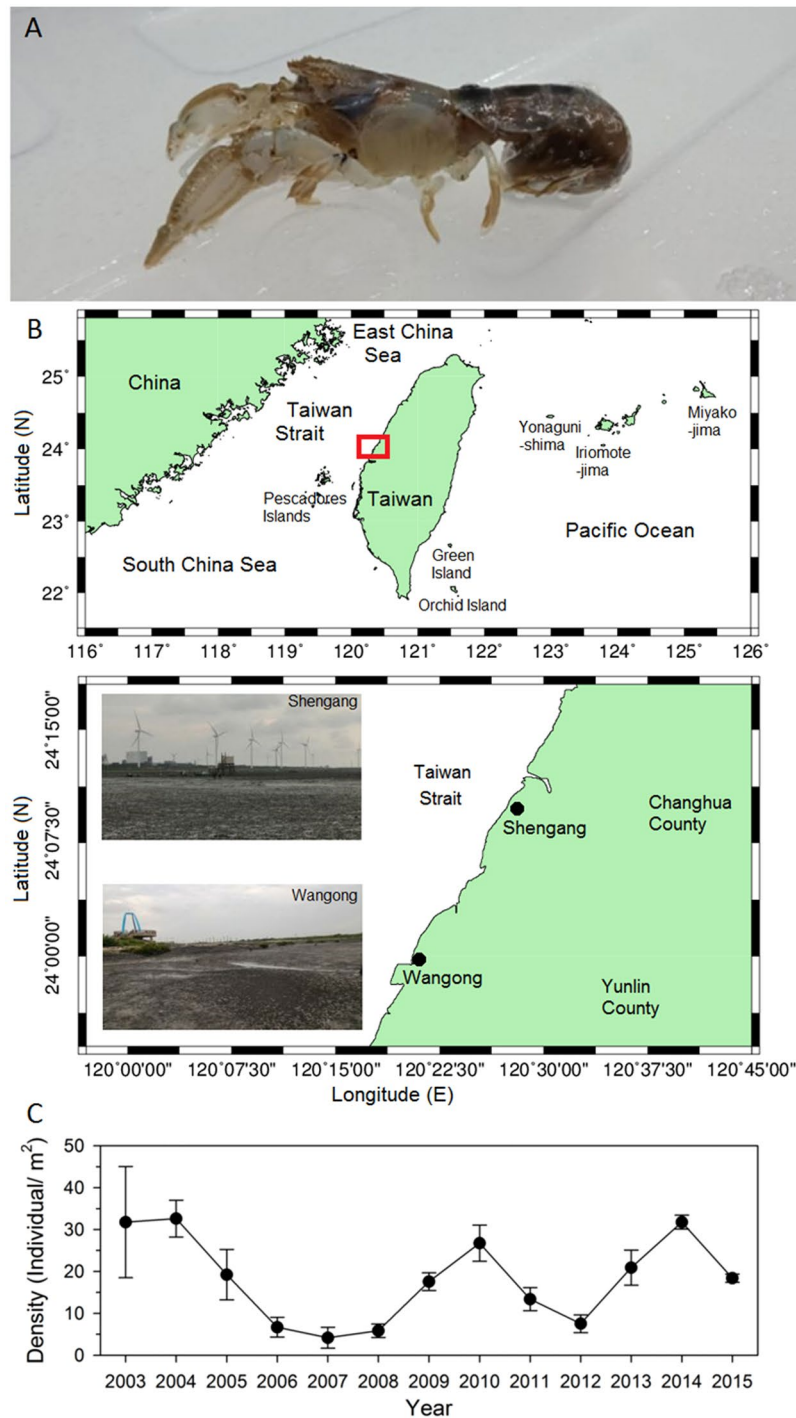 A
B
East China
Sea
China
Taiwan
Strait
Pescadores
Islands
Taiwan
South China Sea
Green
Island
Orchid Island
Pacific Ocean
Yonaguni
-shima
Iriomote
-jima
Miyako
-jima
Latitude (N)
25°
24°
23°
22°
116° 117° 118° 119° 120° 121° 122° 123° 124° 125° 126°
Shengang
Wangong
Taiwan
Strait
Shengang
Changhua
County
Wangong
Yunlin
County
Latitude (N)
24°15'00"
24°07'30"
24°00'00"
120°00'00" 120°07'30" 120°15'00" 120°22'30" 120°30'00" 120°37'30" 120°45'00"
Longitude (E)
C
Density (Individual/ m²)
50
40
30
20
10
0
2003 2004 2005 2006 2007 2008 2009 2010 2011 2012 2013 2014 2015
Year